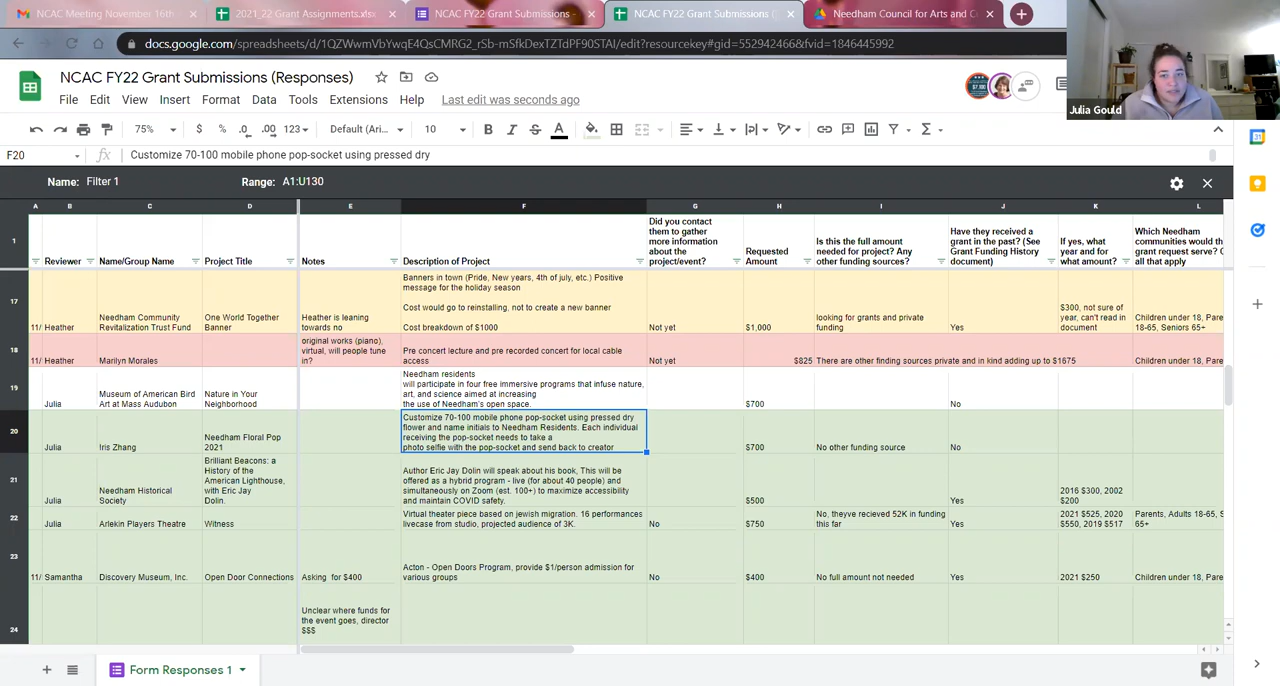 NCAC Meeting November 16th
2021_22 Grant Assignments.xlsx
NCAC FY22 Grant Submissions -
NCAC FY22 Grant Submissions (
Needham Council for Arts and C
docs.google.com/spreadsheets/d/1QZWwmVbYwqE4QsCMRG2_rSb-mSfkDexTZTdPF90STAI/edit?resourcekey#gid=552942466&fvid=1846445992
NCAC FY22 Grant Submissions (Responses)
File Edit View Insert Format Data Tools Extensions Help Last edit was seconds ago
Julia Gould
75% $ % .0 .00 123 Default (Ari... 10 B I S A
F20 fx Customize 70-100 mobile phone pop-socket using pressed dry
Name: Filter 1 Range: A1:U130
A B C D E F G H I J K L
1
Reviewer
Name/Group Name
Project Title
Notes
Description of Project
Did you contact
them to gather
more information
about the
project/event?
Requested
Amount
Is this the full amount
needed for project? Any
other funding sources?
Have they received a
grant in the past? (See
Grant Funding History
document)
If yes, what
year and for
what amount?
Which Needham
communities would th
grant request serve? C
all that apply
17
11/ Heather
Needham Community
Revitalization Trust Fund
One World Together
Banner
Heather is leaning
towards no
Banners in town (Pride, New years, 4th of july, etc.) Positive
message for the holiday season
Cost would go to reinstalling, not to create a new banner
Cost breakdown of $1000
Not yet
$1,000
looking for grants and private
funding
Yes
$300, not sure of
year, can't read in
document
Children under 18, Pare
18-65, Seniors 65+
18
11/ Heather
Marilyn Morales
original works (piano),
virtual, will people tune
in?
Pre concert lecture and pre recorded concert for local cable
access
Not yet
$825
There are other finding sources private and in kind adding up to $1675
Children under 18, Pare
19
Julia
Museum of American Bird
Art at Mass Audubon
Nature in Your
Neighborhood
Needham residents
will participate in four free immersive programs that infuse nature,
art, and science aimed at increasing
the use of Needham's open space.
$700
No
20
Julia
Iris Zhang
Needham Floral Pop
2021
Customize 70-100 mobile phone pop-socket using pressed dry
flower and name initials to Needham Residents. Each individual
receiving the pop-socket needs to take a
photo selfie with the pop-socket and send back to creator
$700
No other funding source
No
21
Julia
Needham Historical
Society
Brilliant Beacons: a
History of the
American Lighthouse,
with Eric Jay
Dolin.
Author Eric Jay Dolin will speak about his book, This will be
offered as a hybrid program - live (for about 40 people) and
simultaneously on Zoom (est. 100+) to maximize accessibility
and maintain COVID safety.
$500
Yes
2016 $300, 2002
$200
22
Julia
Arlekin Players Theatre
Witness
Virtual theater piece based on jewish migration. 16 performances
livecase from studio, projected audience of 3K.
No
$750
No, theyve recieved 52K in funding
this far
Yes
2021 $525, 2020
$550, 2019 $517
Parents, Adults 18-65, S
65+
23
11/ Samantha
Discovery Museum, Inc.
Open Door Connections
Asking for $400
Acton - Open Doors Program, provide $1/person admission for
various groups
No
$400
No full amount not needed
Yes
2021 $250
Children under 18, Pare
24
Unclear where funds for
the event goes, director
$$$
Form Responses 1